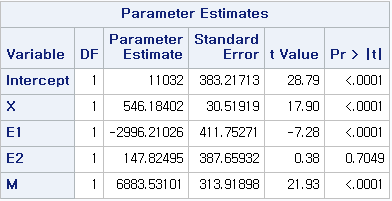 Parameter Estimates
Variable DF Parameter Estimate Standard Error t Value Pr > |t|
Intercept 1 11032 383.21713 28.79 <.0001
X 1 546.18402 30.51919 17.90 <.0001
E1 1 -2996.21026 411.75271 -7.28 <.0001
E2 1 147.82495 387.65932 0.38 0.7049
M 1 6883.53101 313.91898 21.93 <.0001